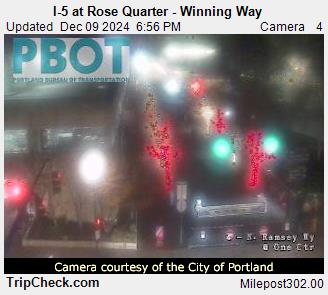 I-5 at Rose Quarter - Winning Way
Updated Dec 09 2024 6:56 PM Camera 4
PBOT
PORTLAND BUREAU OF TRANSPORTATION
- N. Ramsey Wy
@ One Ctr
Camera courtesy of the City of Portland
TripCheck.com Milepost302.00